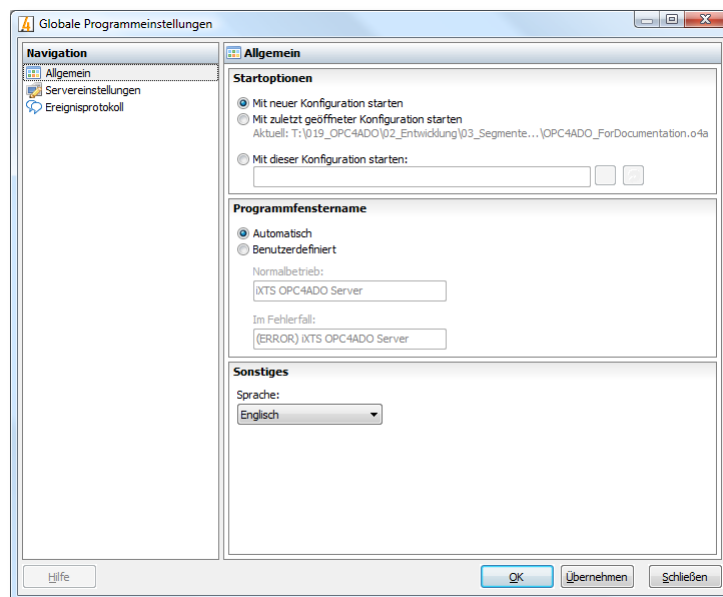 Globale Programmeinstellungen
Navigation
Allgemein
Servereinstellungen
Ereignisprotokoll
Allgemein
Startoptionen
Mit neuer Konfiguration starten
Mit zuletzt geöffneter Konfiguration starten
Aktuell: T:\019_OPC4ADO\02_Entwicklung\03_Segmente...\OPC4ADO_ForDocumentation.o4a
Mit dieser Konfiguration starten:
Programmfenstername
Automatisch
Benutzerdefiniert
Normalbetrieb:
iXTS OPC4ADO Server
Im Fehlerfall:
(ERROR) iXTS OPC4ADO Server
Sonstiges
Sprache:
Englisch
Hilfe
OK
Übernehmen
Schließen